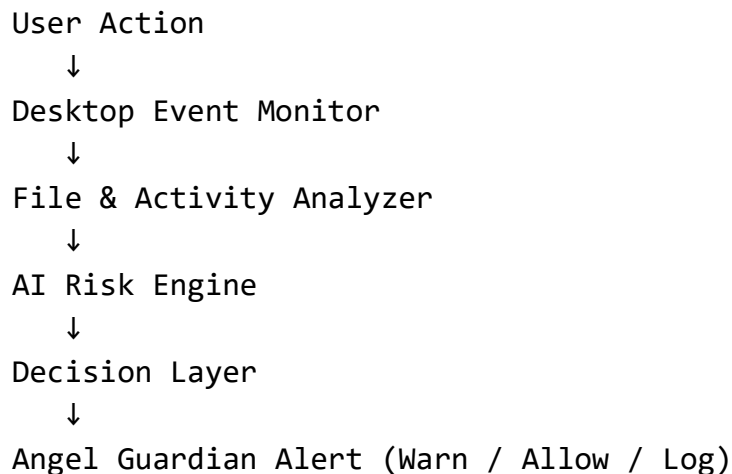 User Action
↓
Desktop Event Monitor
↓
File & Activity Analyzer
↓
AI Risk Engine
↓
Decision Layer
↓
Angel Guardian Alert (Warn / Allow / Log)